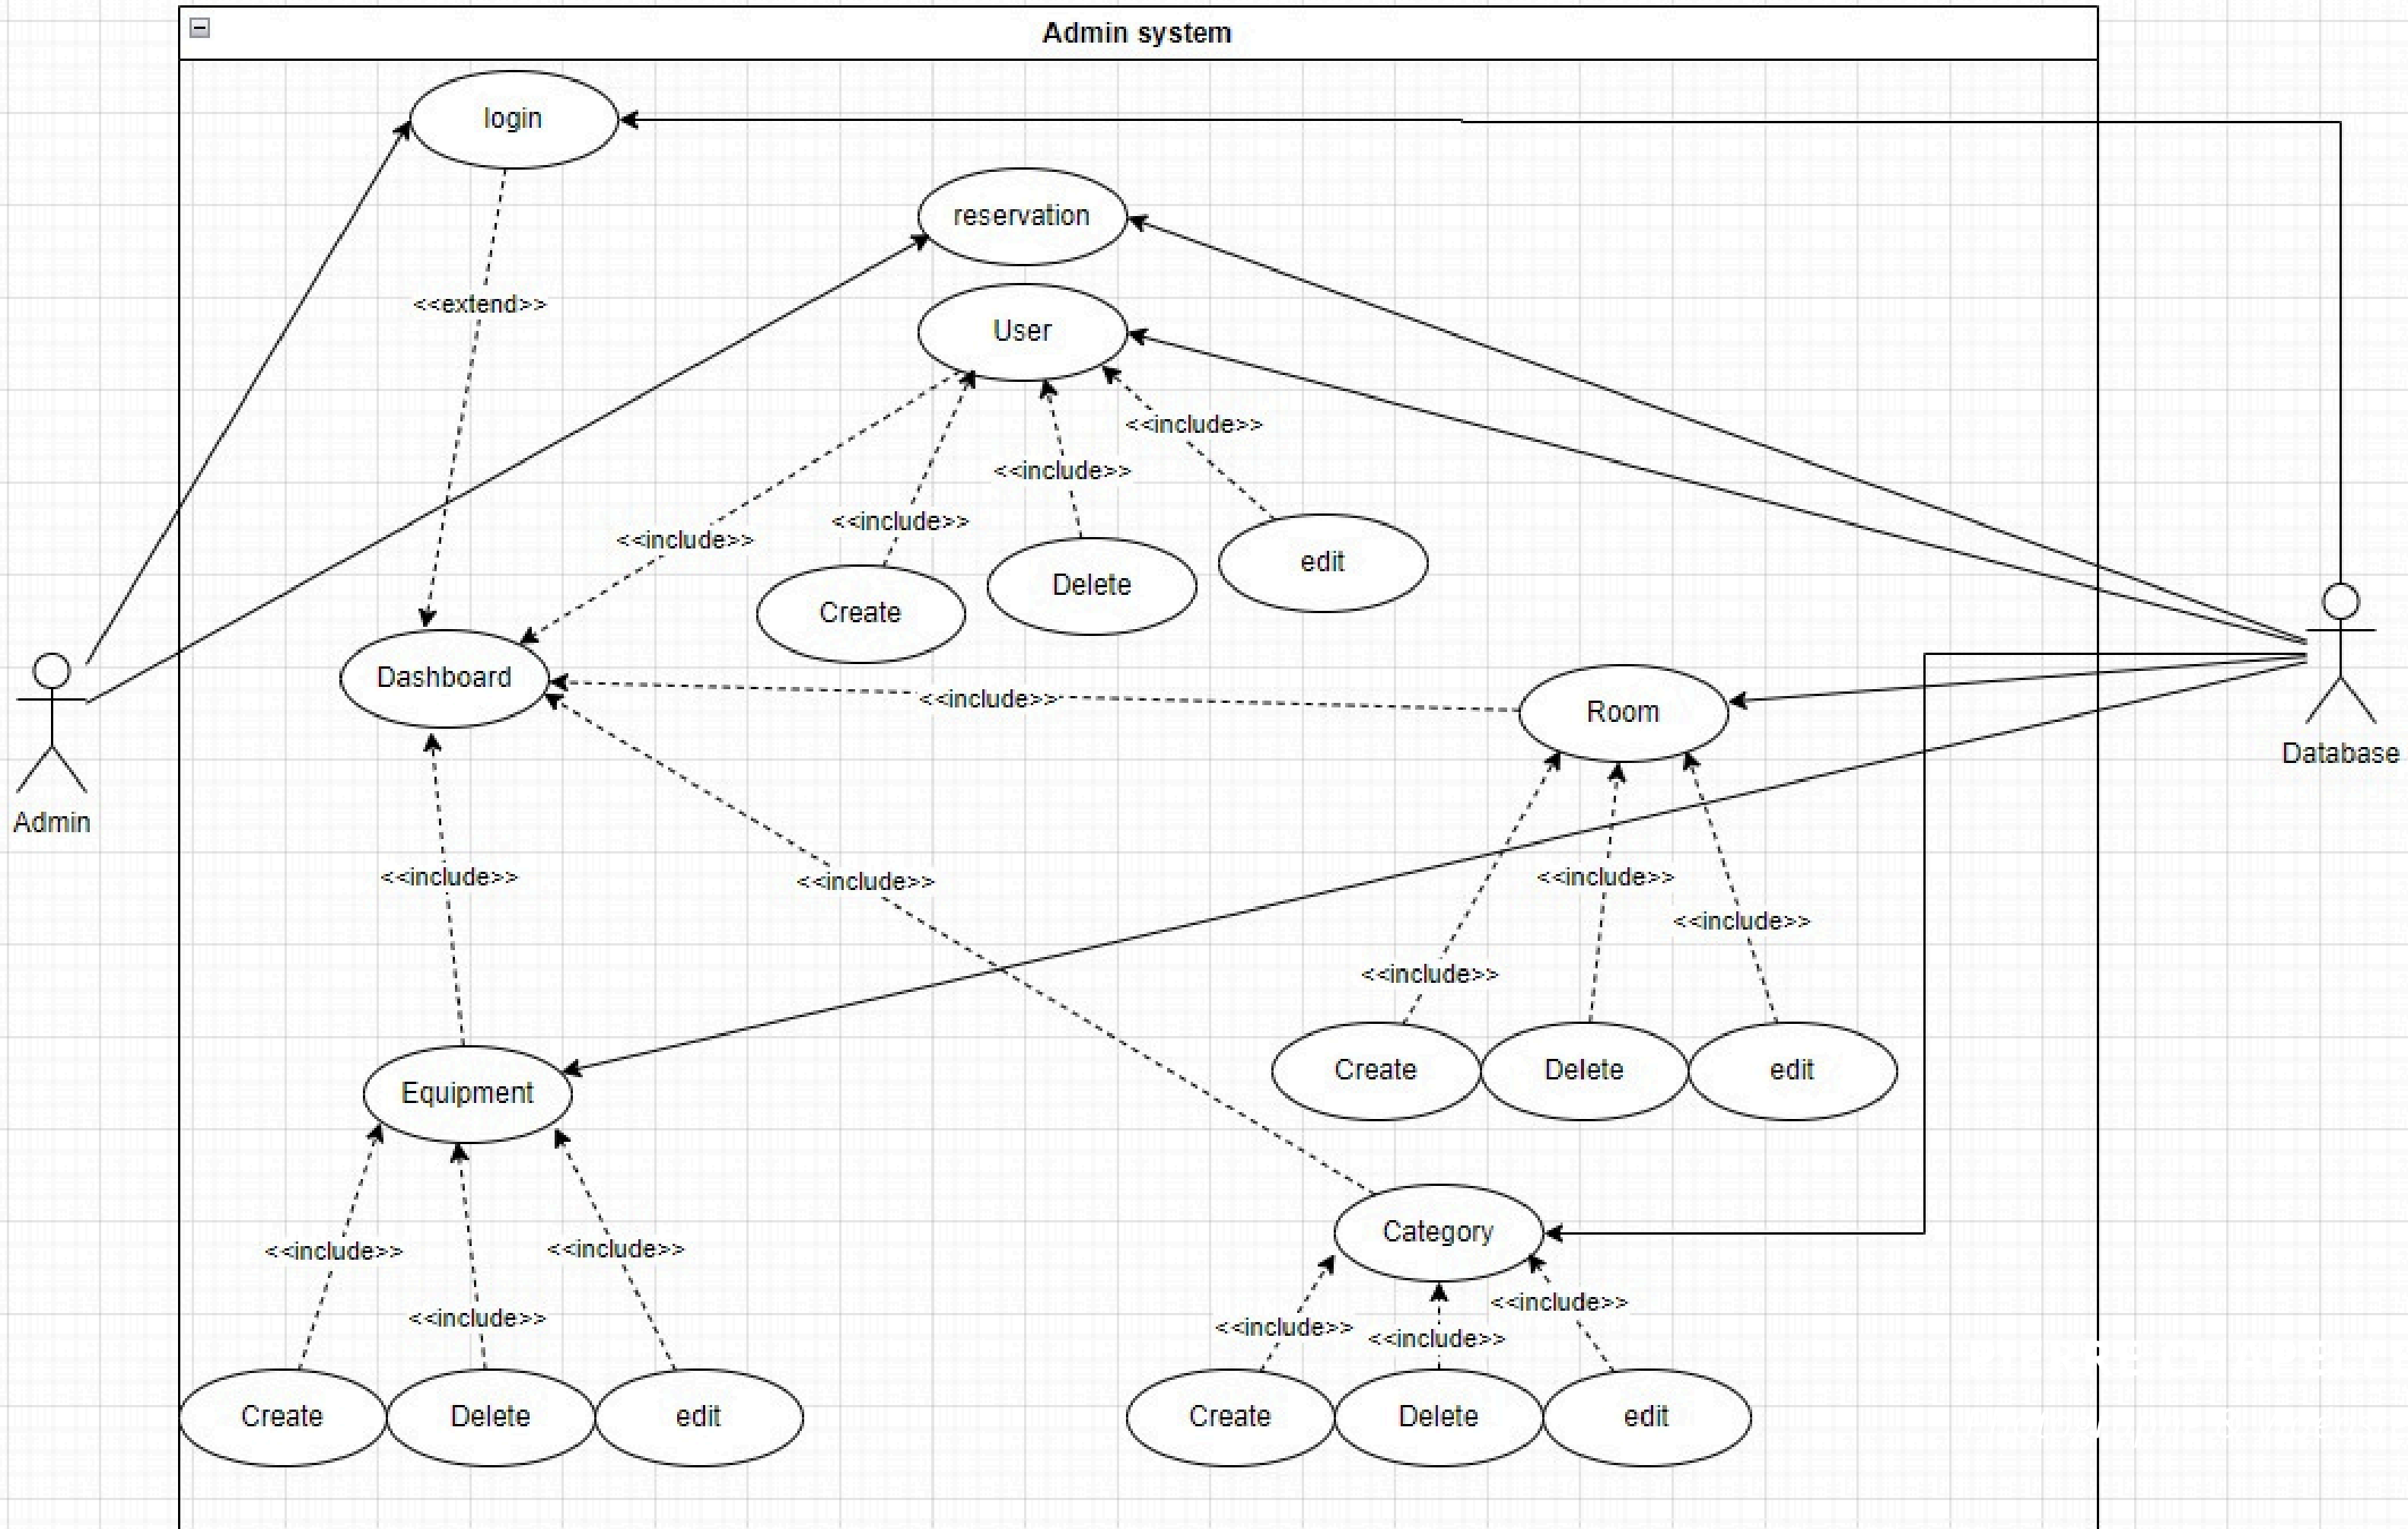 Admin system
login
reservation
<<extend>>
User
<<include>>
<<include>>
<<include>>
<<include>>
edit
Delete
Create
Dashboard
<<include>>
Room
Database
Admin
<<include>>
<<include>>
<<include>>
<<include>>
<<include>>
Equipment
Create
Delete
edit
Category
<<include>>
<<include>>
<<include>>
<<include>>
<<include>>
<<include>>
Create
Delete
edit
Create
Delete
edit